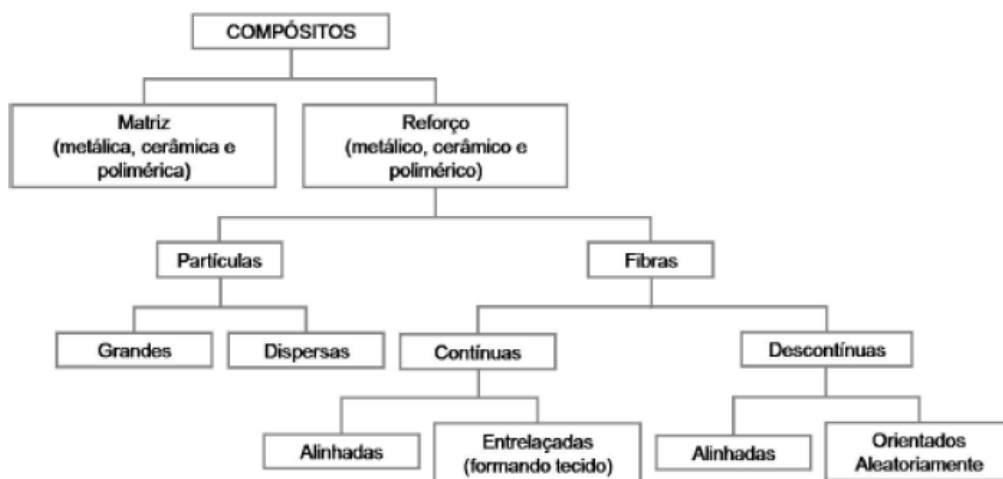 COMPÓSITOS
Matriz
(metálica, cerâmica e
polimérica)
Reforço
(metálico, cerâmico e
polimérico)
Partículas
Fibras
Grandes
Dispersas
Contínuas
Descontínuas
Alinhadas
Entrelaçadas
(formando tecido)
Alinhadas
Orientados
Aleatoriamente